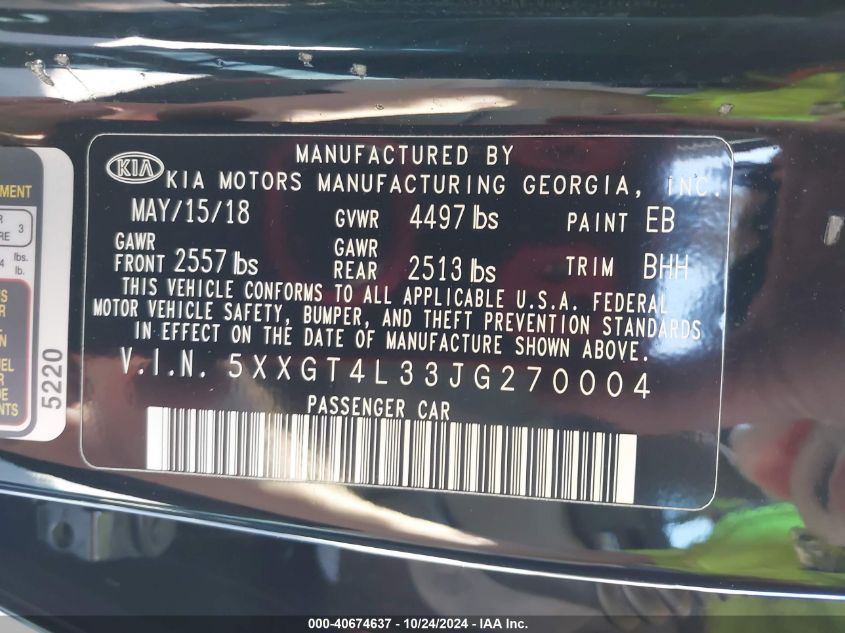 MANUFACTURED BY
KIA
KIA MOTORS MANUFACTURING GEORGIA, INC.
MAY/15/18 GVWR 4497 lbs PAINT EB
GAWR FRONT 2557 lbs GAWR REAR 2513 lbs TRIM BHH
THIS VEHICLE CONFORMS TO ALL APPLICABLE U.S.A. FEDERAL
MOTOR VEHICLE SAFETY, BUMPER, AND THEFT PREVENTION STANDARDS
IN EFFECT ON THE DATE OF MANUFACTURE SHOWN ABOVE.
V.I.N. 5XXGT4L33JG270004
PASSENGER CAR
5220
000-40674637 - 10/24/2024 - IAA Inc.